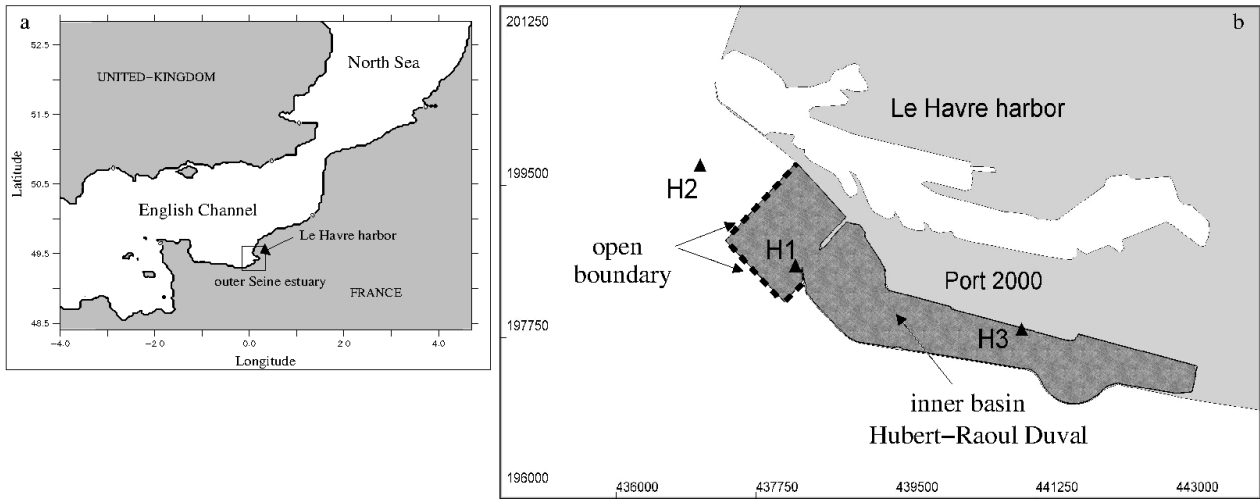 a
52.5
51.5
50.5
49.5
48.5
Latitude
UNITED−KINGDOM
North Sea
English Channel
Le Havre harbor
outer Seine estuary
FRANCE
−4.0
−2.0
0.0
2.0
4.0
Longitude
b
201250
199500
197750
196000
Le Havre harbor
H2
open
boundary
H1
Port 2000
H3
inner basin
Hubert−Raoul Duval
436000
437750
439500
441250
443000